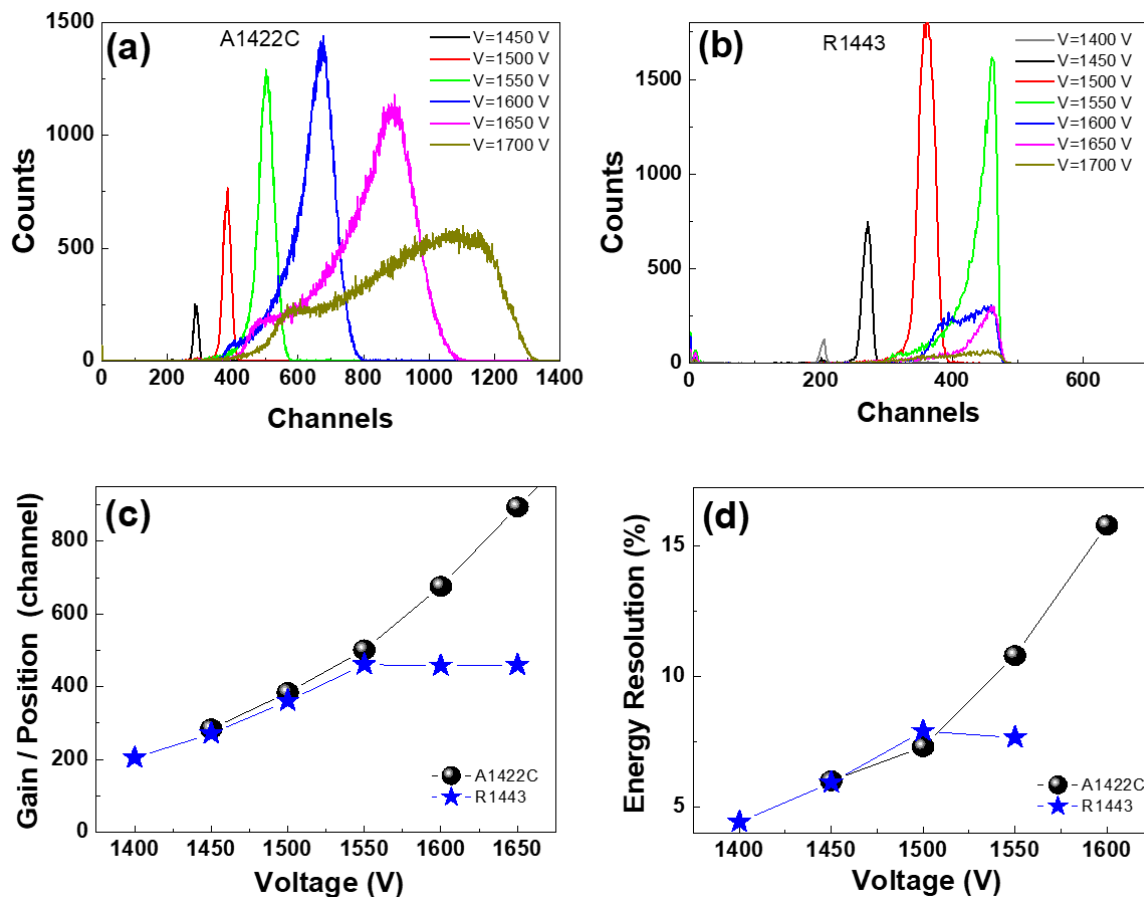 (a)
A1422C
V=1450 V
V=1500 V
V=1550 V
V=1600 V
V=1650 V
V=1700 V
1500
1000
500
0
Counts
0 200 400 600 800 1000 1200 1400
Channels
(b)
R1443
V=1400 V
V=1450 V
V=1500 V
V=1550 V
V=1600 V
V=1650 V
V=1700 V
1500
1000
500
0
Counts
0 200 400 600
Channels
(c)
800
600
400
200
0
Gain / Position (channel)
A1422C
R1443
1400 1450 1500 1550 1600 1650
Voltage (V)
(d)
15
10
5
Energy Resolution (%)
A1422C
R1443
1400 1450 1500 1550 1600
Voltage (V)